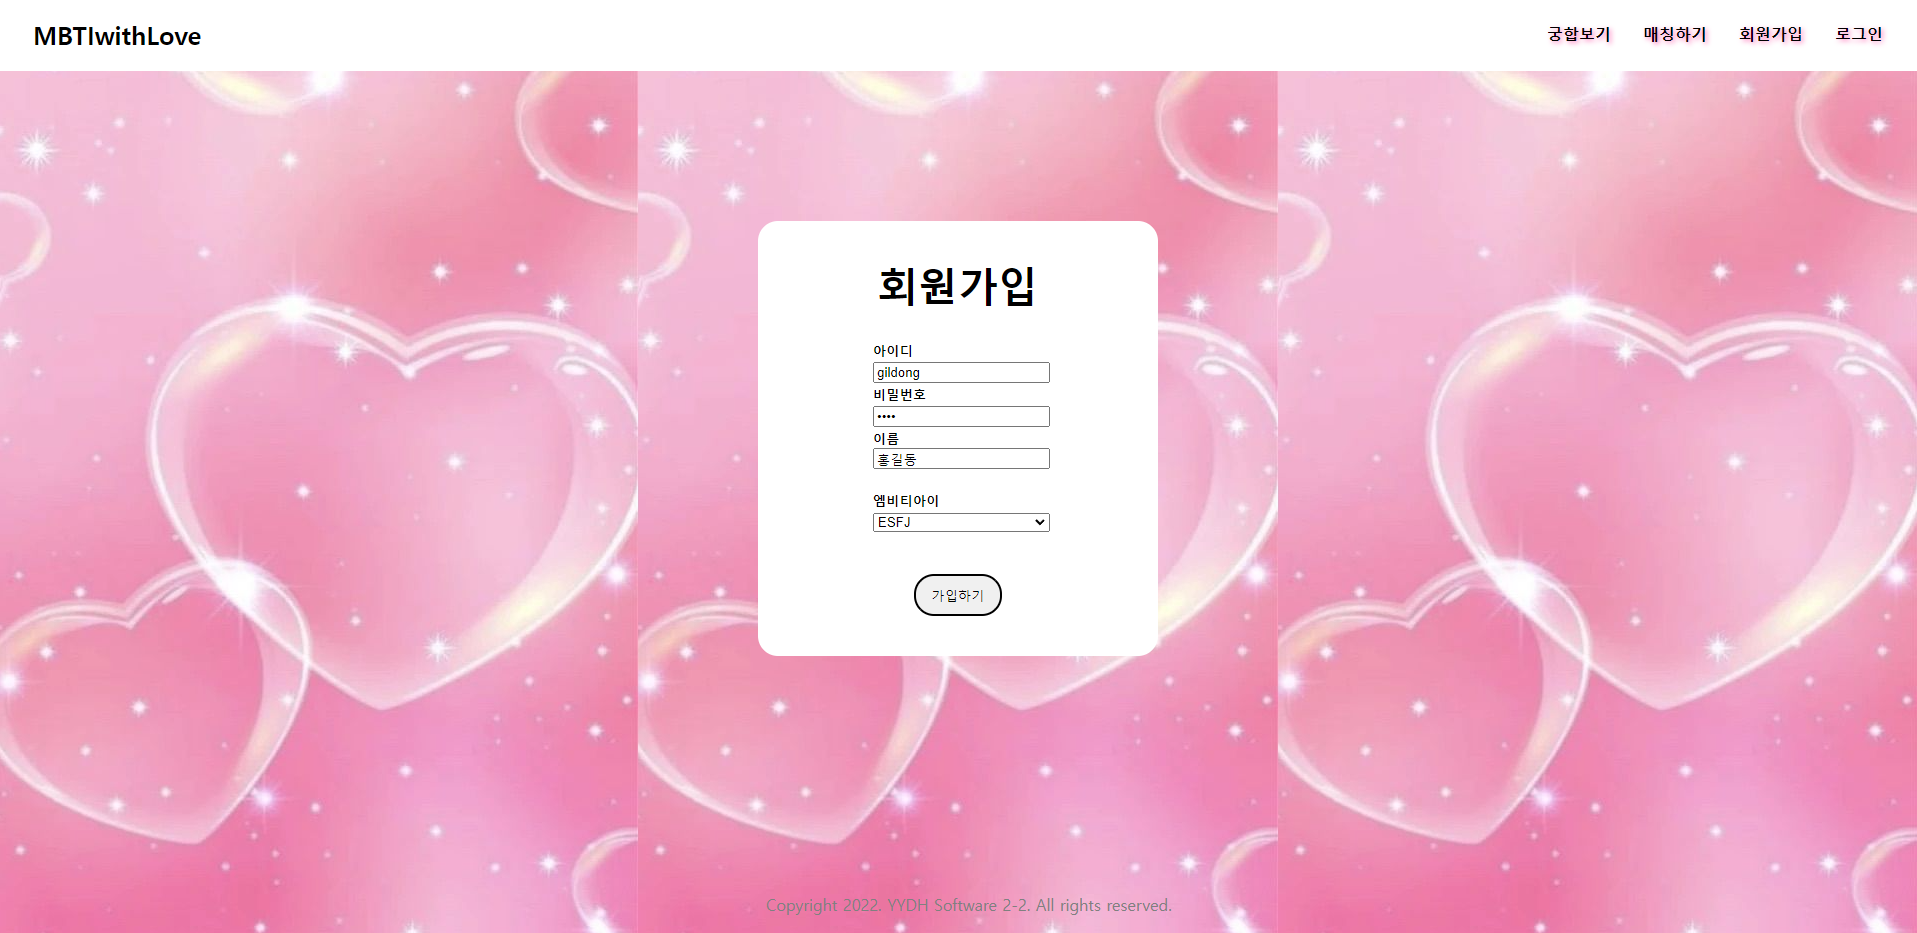 MBTIwithLove
궁합보기 매칭하기 회원가입 로그인
회원가입
아이디
gildong
비밀번호
••••
이름
홍길동
엠비티아이
ESFJ
가입하기
Copyright 2022. YYDH Software 2-2. All rights reserved.